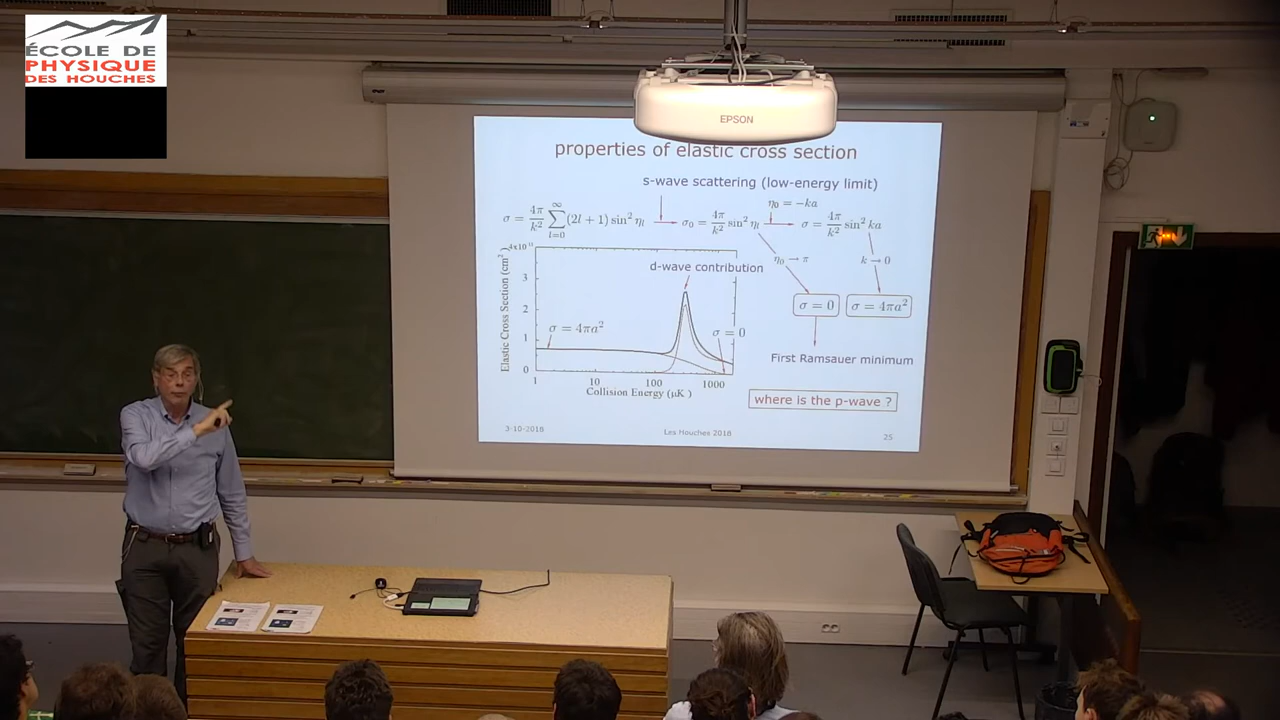 ÉCOLE DE
PHYSIQUE
DES HOUCHES
EPSON
properties of elastic cross section
s-wave scattering (low-energy limit)
η₀ = −ka
σ = 4π/k² ∑_{l=0}^{∞} (2l + 1) sin² η_l → σ₀ = 4π/k² sin² η_l → σ = 4π/k² sin² ka
η₀ → π
k → 0
σ = 0
σ = 4πa²
First Ramsauer minimum
where is the p-wave ?
Elastic Cross Section (cm²)
3
2
1
0
d-wave contribution
σ = 4πa²
σ = 0
1 10 100 1000
Collision Energy (μK )
3-10-2018 Les Houches 2018 25